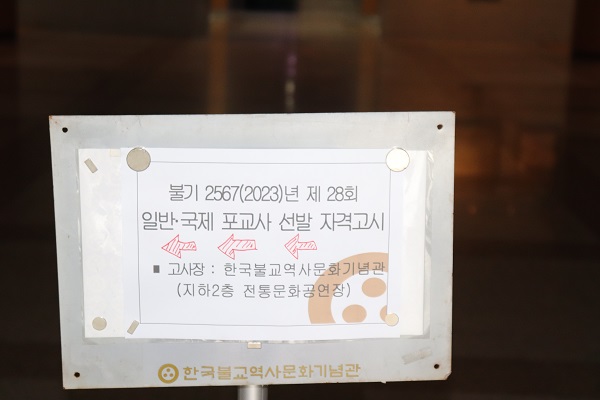 불기 2567(2023)년 제 28회
일반·국제 포교사 선발 자격고시
■ 고사장 : 한국불교역사문화기념관
(지하2층 전통문화공연장)
한국불교역사문화기념관